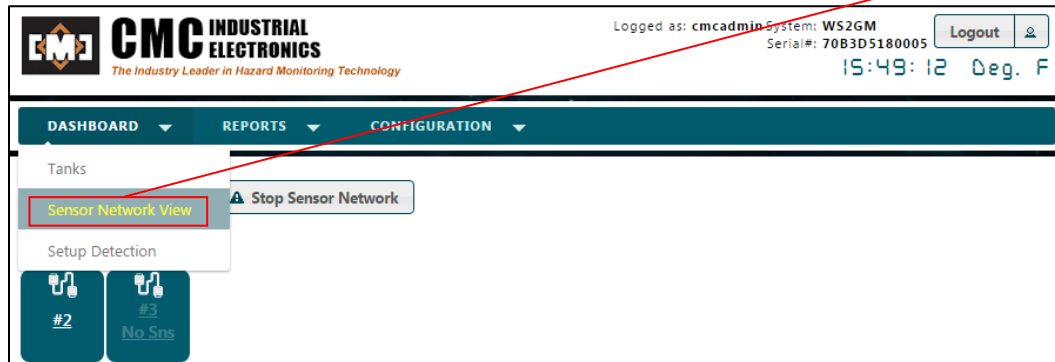 CMC INDUSTRIAL ELECTRONICS
The Industry Leader in Hazard Monitoring Technology
Logged as: cmcadmin System: WS2GM
Serial#: 70B3D5180005
Logout
15:49:12 Deg. F
DASHBOARD REPORTS CONFIGURATION
Tanks
Sensor Network View
Stop Sensor Network
Setup Detection
#2
#3
No Sns